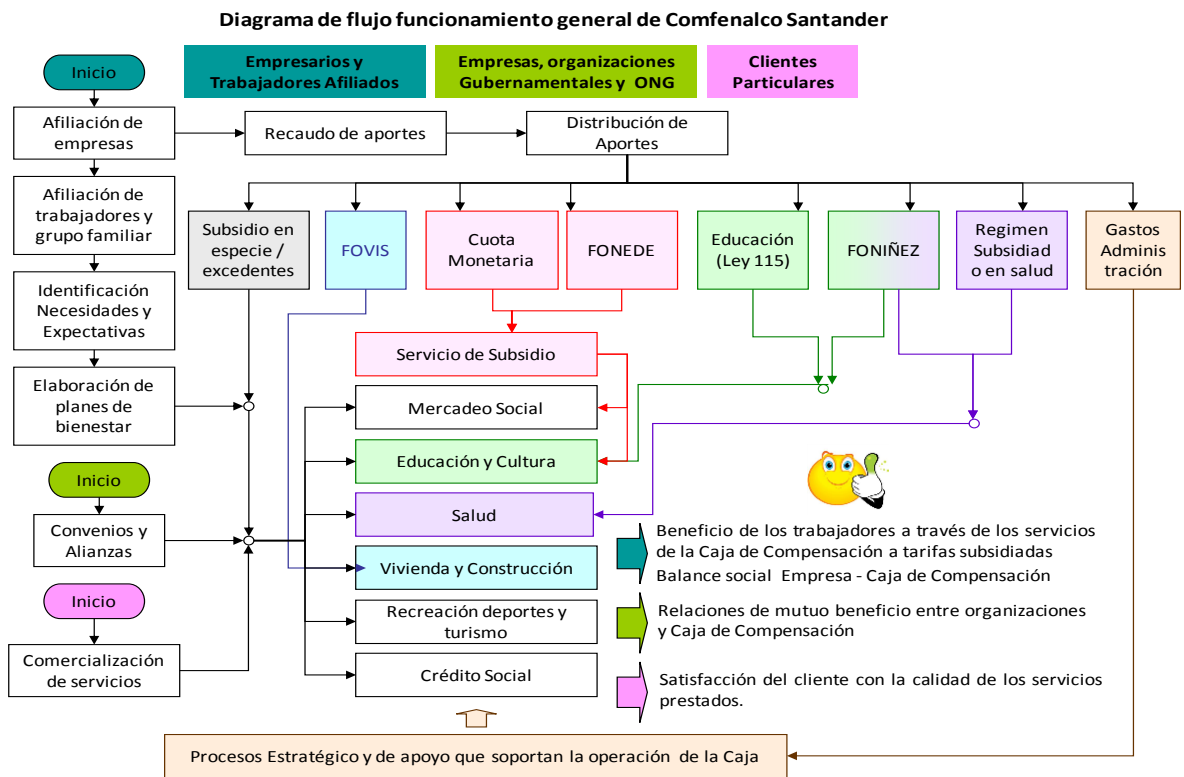 Diagrama de flujo funcionamiento general de Comfenalco Santander
Empresarios y
Trabajadores Afiliados
Empresas, organizaciones
Gubernamentales y ONG
Clientes
Particulares
Inicio
Afiliación de
empresas
Recaudo de aportes
Distribución de
Aportes
Afiliación de
trabajadores y
grupo familiar
Subsidio en
especie /
excedentes
FOVIS
Cuota
Monetaria
FONEDE
Educación
(Ley 115)
FONIÑEZ
Regimen
Subsidiad
o en salud
Gastos
Adminis
tración
Identificación
Necesidades y
Expectativas
Elaboración de
planes de
bienestar
Servicio de Subsidio
Mercadeo Social
Educación y Cultura
Salud
Vivienda y Construcción
Recreación deportes y
turismo
Crédito Social
Inicio
Convenios y
Alianzas
Inicio
Comercialización
de servicios
Beneficio de los trabajadores a través de los servicios
de la Caja de Compensación a tarifas subsidiadas
Balance social Empresa - Caja de Compensación
Relaciones de mutuo beneficio entre organizaciones
y Caja de Compensación
Satisfacción del cliente con la calidad de los servicios
prestados.
Procesos Estratégico y de apoyo que soportan la operación de la Caja